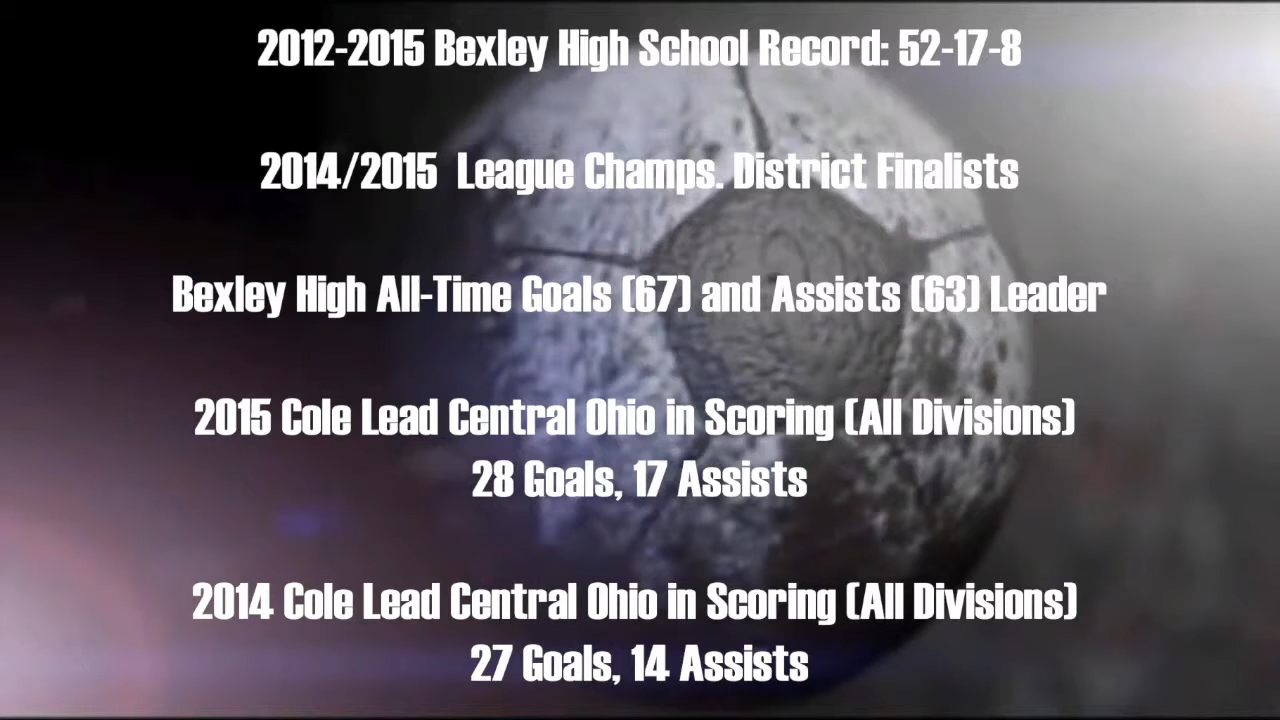 2012-2015 Bexley High School Record: 52-17-8
2014/2015 League Champs. District Finalists
Bexley High All-Time Goals (67) and Assists (63) Leader
2015 Cole Lead Central Ohio in Scoring (All Divisions)
28 Goals, 17 Assists
2014 Cole Lead Central Ohio in Scoring (All Divisions)
27 Goals, 14 Assists